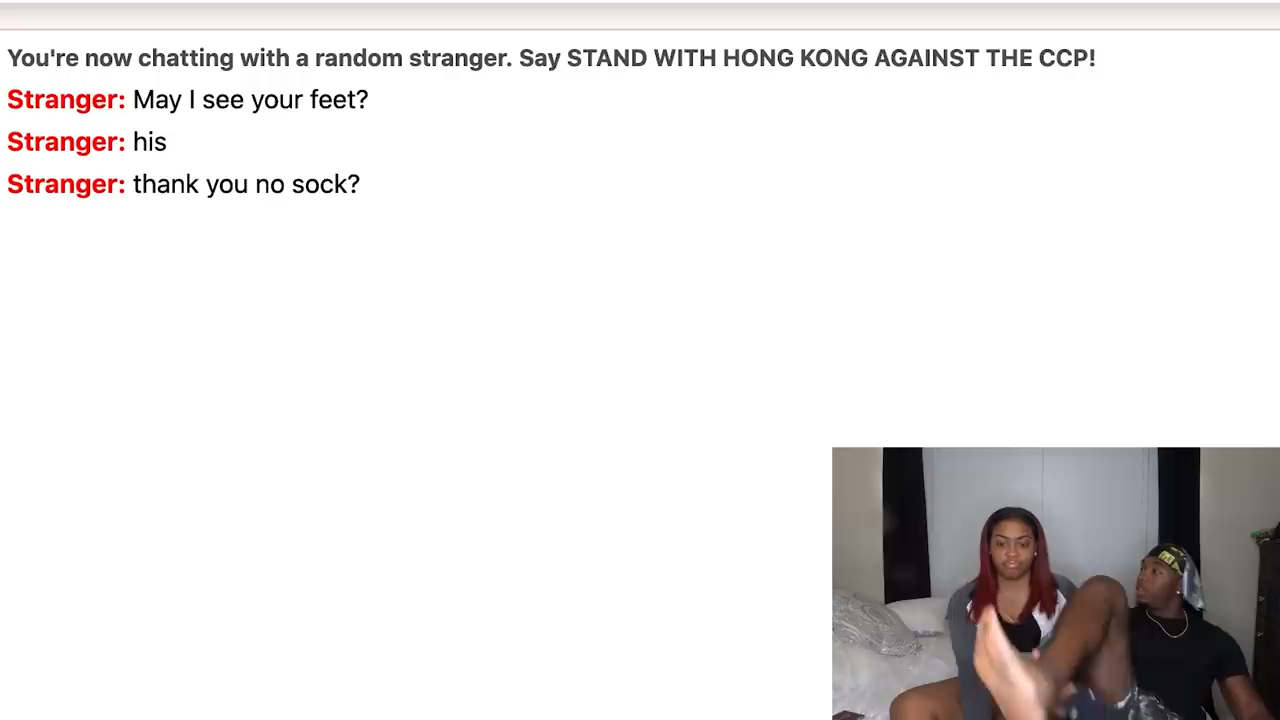 You're now chatting with a random stranger. Say STAND WITH HONG KONG AGAINST THE CCP!
Stranger: May I see your feet?
Stranger: his
Stranger: thank you no sock?